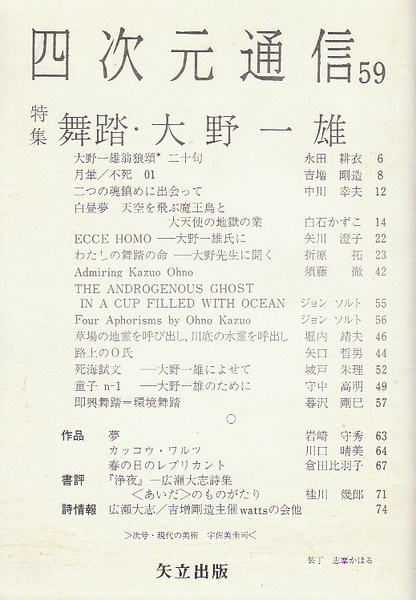 四次元通信59
特集 舞踏・大野一雄
大野一雄翁狼頌* 二十句 永田 耕衣 6
月暈／不死 01 吉増 剛造 8
二つの魂鎮めに出会って 中川 幸夫 12
白昼夢 天空を飛ぶ魔王鳥と
大天使の地獄の業 白石かずこ 14
ECCE HOMO ──大野一雄氏に 矢川 澄子 22
わたしの舞踏の命 ──大野先生に聞く 折原 拓 23
Admiring Kazuo Ohno 須藤 徹 42
THE ANDROGENOUS GHOST
IN A CUP FILLED WITH OCEAN ジョン ソルト 55
Four Aphorisms by Ohno Kazuo ジョン ソルト 56
草場の地霊を呼び出し,川底の水霊を呼出し 堀内 靖夫 46
路上のO氏 矢口 哲男 44
死海試文 ──大野一雄によせて 城戸 朱理 52
童子 n-1 ──大野一雄のために 守中 高明 49
即興舞踏＝環境舞踏 暮沢 剛巳 57
○
作品 夢 岩崎 守秀 63
カッコウ・ワルツ 川口 晴美 64
春の日のレプリカント 倉田比羽子 67
書評 『浄夜』─広瀬大志詩集
〈あいだ〉のものがたり 桂川 幾郎 71
詩情報 広瀬大志／吉増剛造主催wattsの会他 74
＞次号・現代の美術 宇佐美圭司＜
装丁 志摩かほる
矢立出版